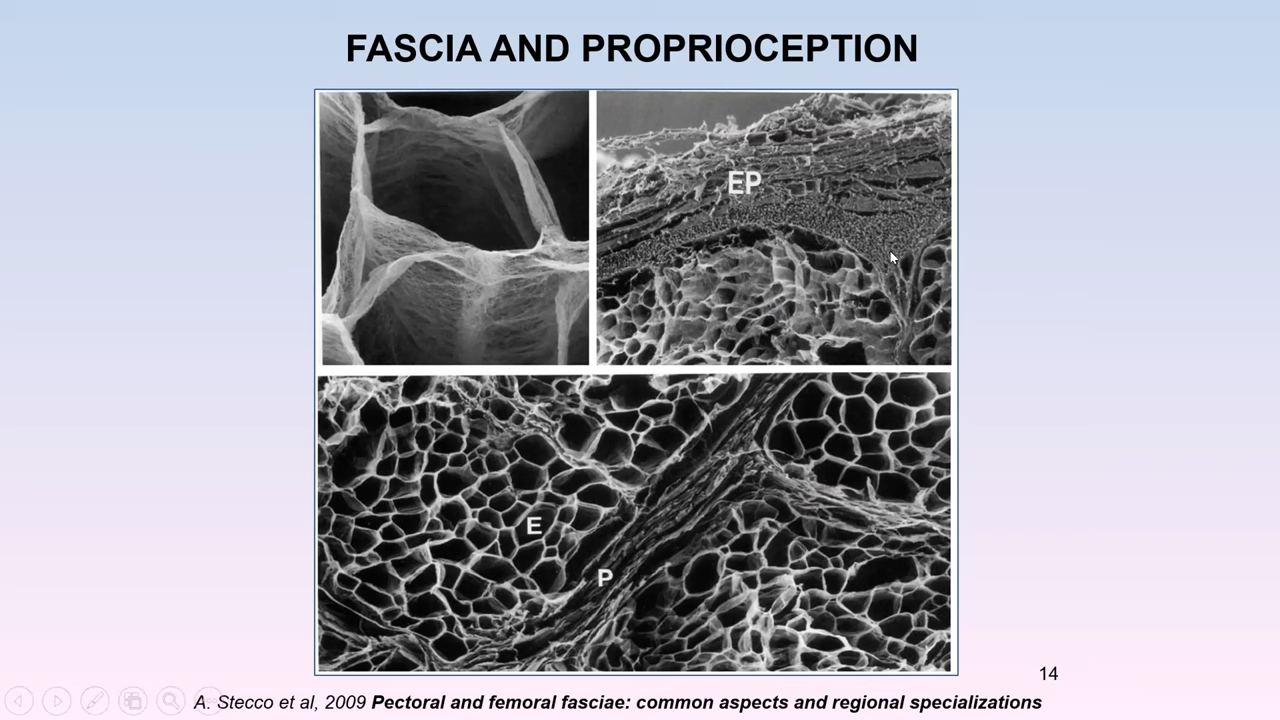 FASCIA AND PROPRIOCEPTION
EP
E
P
14
A. Stecco et al, 2009 Pectoral and femoral fasciae: common aspects and regional specializations